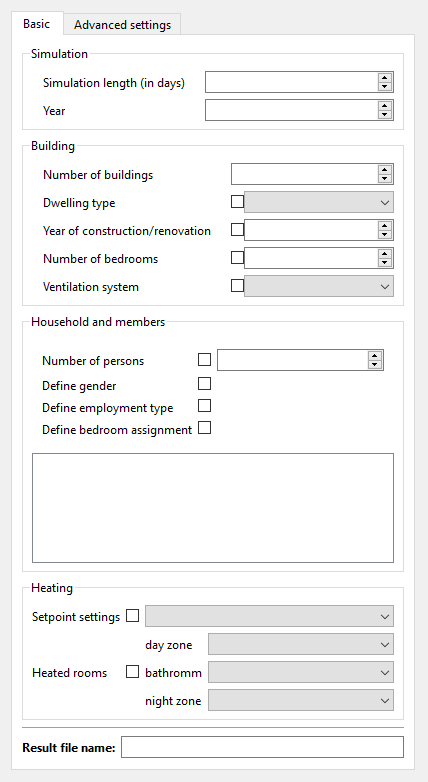 Basic
Advanced settings
Simulation
Simulation length (in days)
Year
Building
Number of buildings
Dwelling type
Year of construction/renovation
Number of bedrooms
Ventilation system
Household and members
Number of persons
Define gender
Define employment type
Define bedroom assignment
Heating
Setpoint settings
day zone
Heated rooms bathromm
night zone
Result file name: